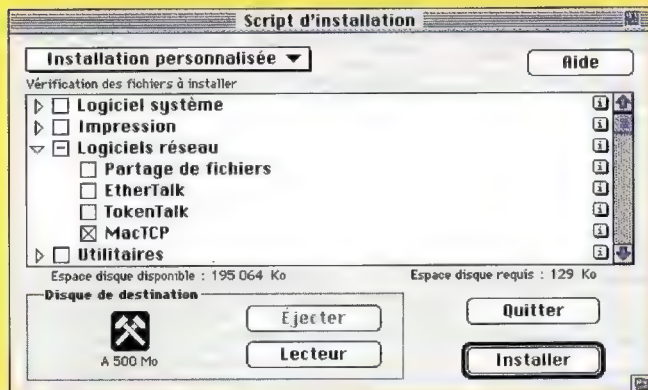 Script d'installation
Installation personnalisée
Aide
Vérification des fichiers à installer
Logiciel système
Impression
Logiciels réseau
Partage de fichiers
EtherTalk
TokenTalk
MacTCP
Utilitaires
Espace disque disponible : 195 064 Ko
Espace disque requis : 129 Ko
Disque de destination
Éjecter
Quitter
A 500 Mo
Lecteur
Installer